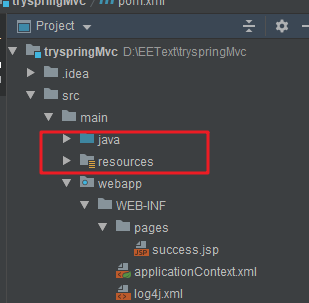 tryspringMvc pom.xml
Project
tryspringMvc D:\EEText\tryspringMvc
.idea
src
main
java
resources
webapp
WEB-INF
pages
success.jsp
applicationContext.xml
log4j.xml